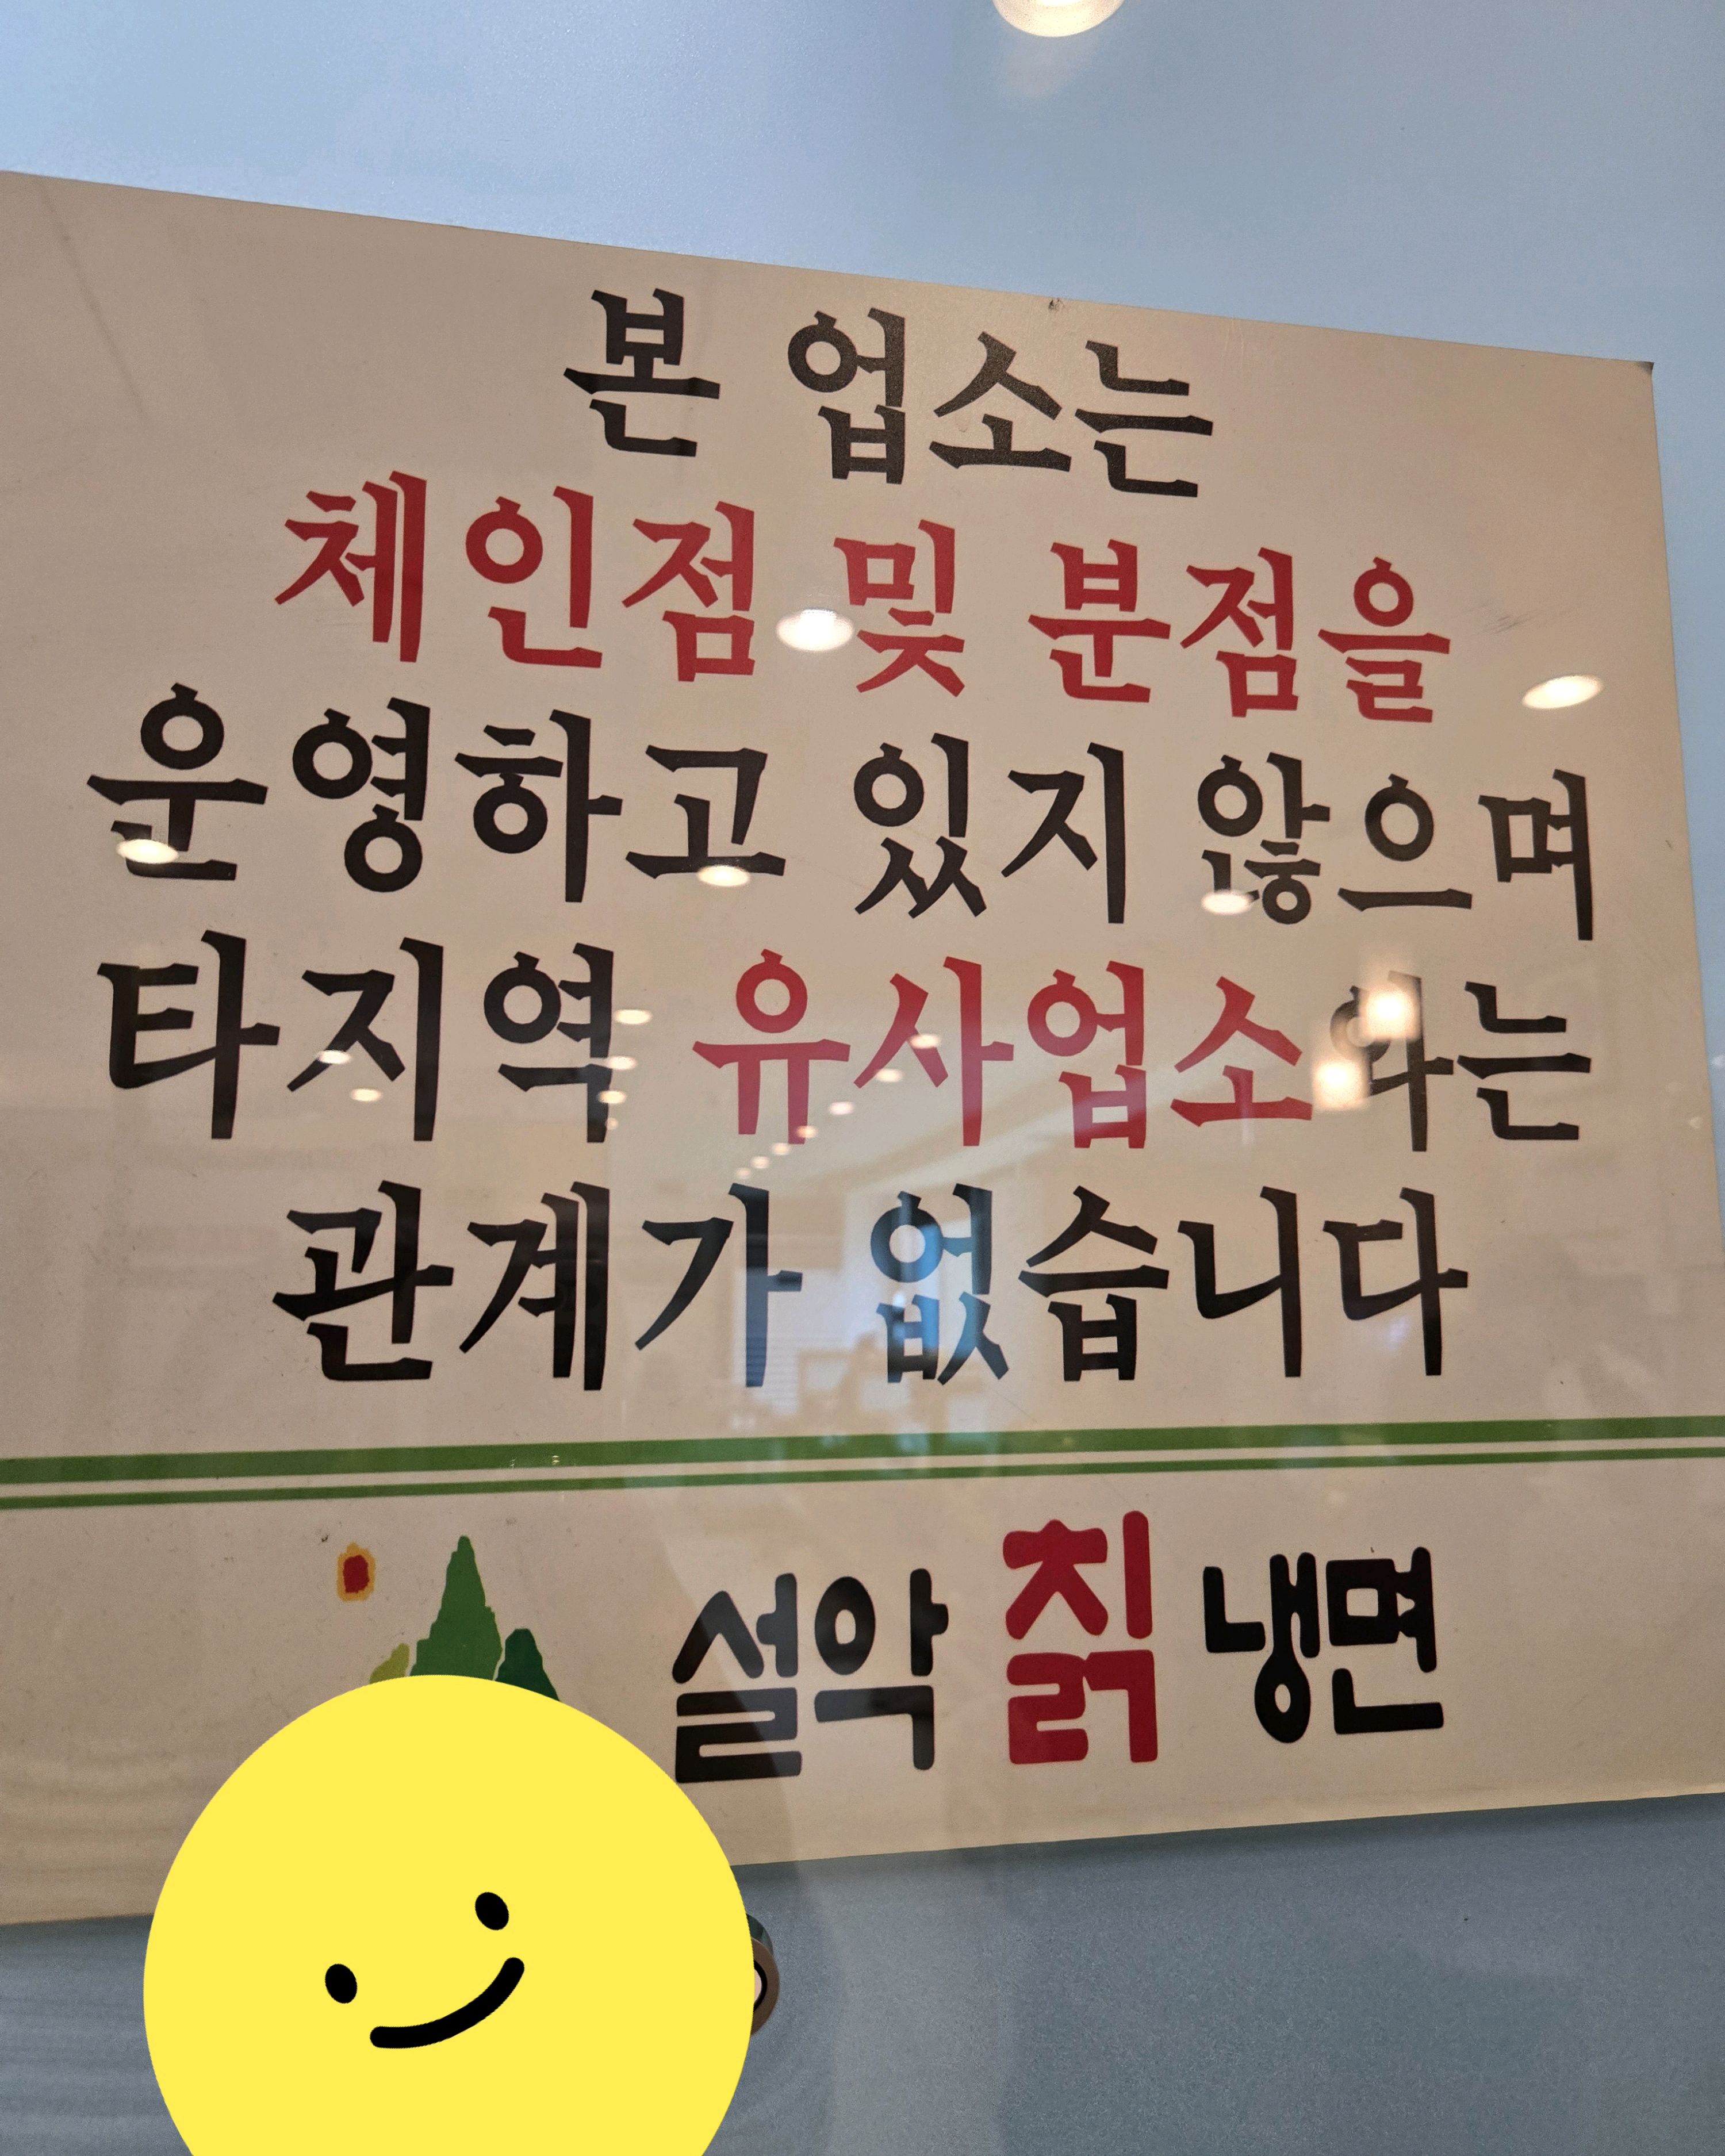 본 업소는
체인점 및 분점을
운영하고 있지 않으며
타지역 유사업소와는
관계가 없습니다
설악 칡 냉면